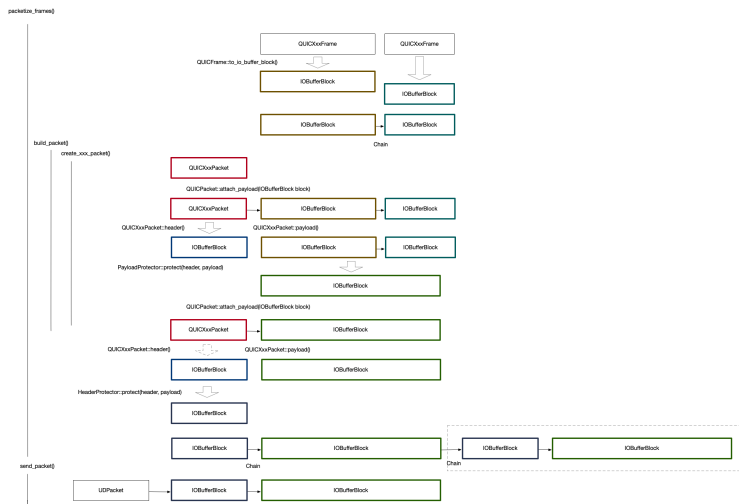 packetize_frames()
QUICXxxFrame QUICXxxFrame
QUICFrame::to_io_buffer_block()
IOBufferBlock
IOBufferBlock
IOBufferBlock IOBufferBlock
build_packet()
Chain
create_xxx_packet()
QUICXxxPacket
QUICPacket::attach_payload(IOBufferBlock block)
QUICXxxPacket IOBufferBlock IOBufferBlock
QUICXxxPacket::header() QUICXxxPacket::payload()
IOBufferBlock IOBufferBlock IOBufferBlock
PayloadProtector::protect(header, payload)
IOBufferBlock
QUICPacket::attach_payload(IOBufferBlock block)
QUICXxxPacket IOBufferBlock
QUICXxxPacket::header() QUICXxxPacket::payload()
IOBufferBlock IOBufferBlock
HeaderProtector::protect(header, payload)
IOBufferBlock
IOBufferBlock IOBufferBlock IOBufferBlock IOBufferBlock
send_packet() Chain Chain
UDPacket IOBufferBlock IOBufferBlock